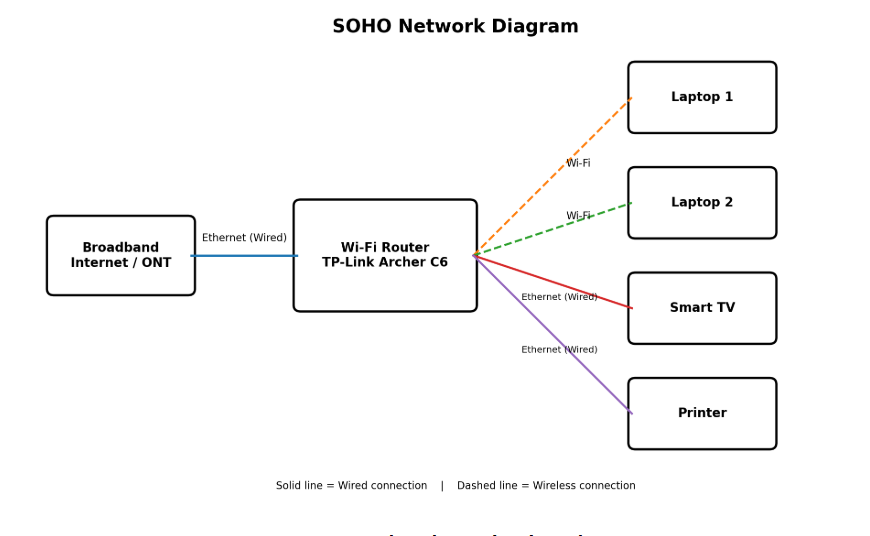 SOHO Network Diagram
Laptop 1
Wi-Fi
Laptop 2
Wi-Fi
Ethernet (Wired)
Broadband
Internet / ONT
Wi-Fi Router
TP-Link Archer C6
Smart TV
Ethernet (Wired)
Ethernet (Wired)
Printer
Solid line = Wired connection | Dashed line = Wireless connection